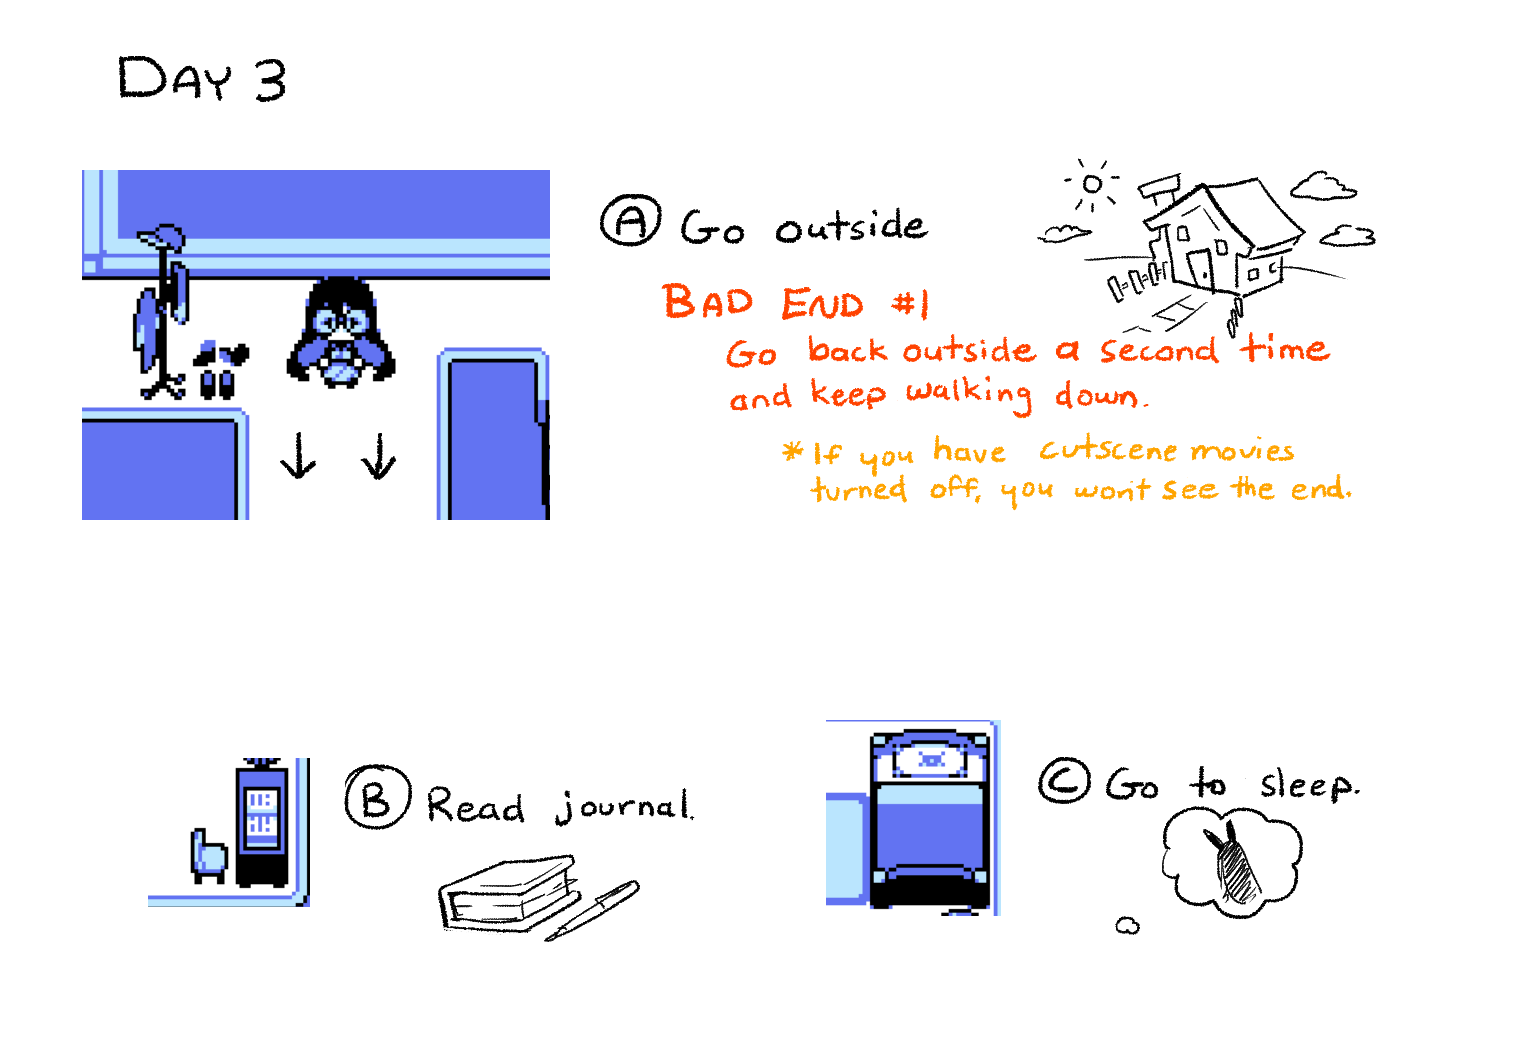 DAY 3
A Go outside
BAD END #1
Go back outside a second time
and keep walking down.
*If you have cutscene movies
turned off, you won't see the end.
B Read journal.
C Go to sleep.